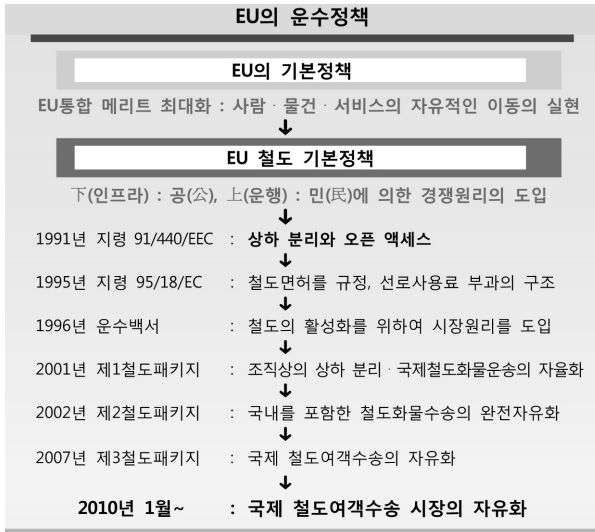 EU의 운수정책
EU의 기본정책
EU통합 메리트 최대화 : 사람 · 물건 · 서비스의 자유적인 이동의 실현
↓
EU 철도 기본정책
下(인프라) : 공(公), 上(운행) : 민(民)에 의한 경쟁원리의 도입
↓
1991년 지령 91/440/EEC : 상하 분리와 오픈 액세스
↓
1995년 지령 95/18/EC : 철도면허를 규정, 선로사용료 부과의 구조
↓
1996년 운수백서 : 철도의 활성화를 위하여 시장원리를 도입
↓
2001년 제1철도패키지 : 조직상의 상하 분리 · 국제철도화물운송의 자율화
↓
2002년 제2철도패키지 : 국내를 포함한 철도화물수송의 완전자유화
↓
2007년 제3철도패키지 : 국제 철도여객수송의 자유화
↓
2010년 1월~ : 국제 철도여객수송 시장의 자유화